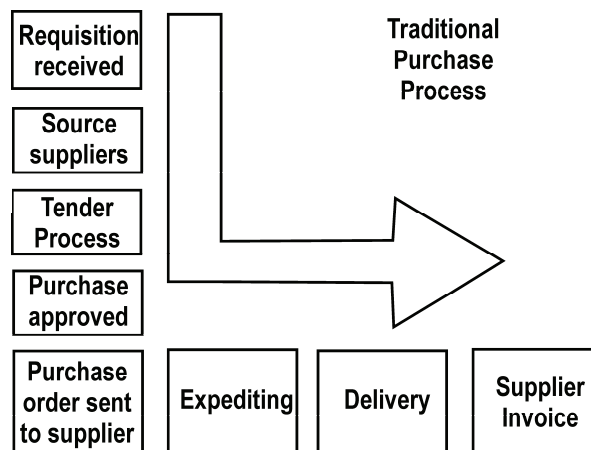 Requisition
received
Traditional
Purchase
Process
Source
suppliers
Tender
Process
Purchase
approved
Purchase
order sent
to supplier
Expediting
Delivery
Supplier
Invoice